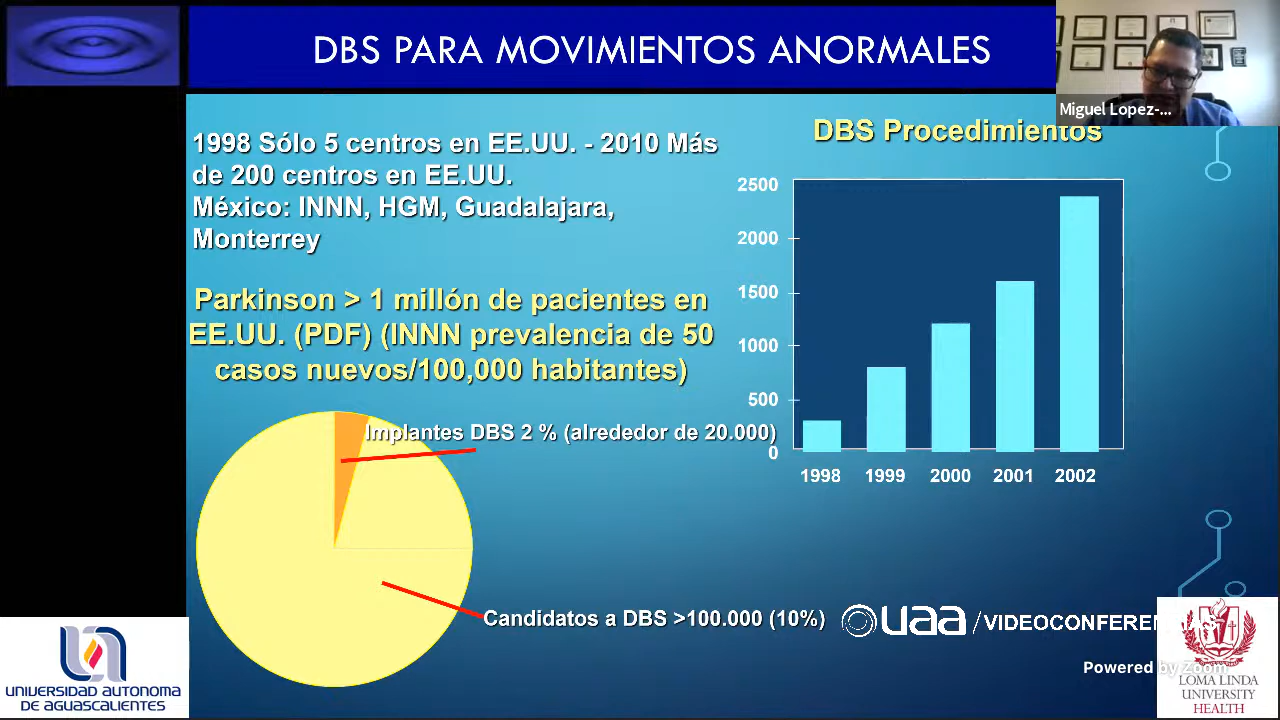 DBS PARA MOVIMIENTOS ANORMALES
Miguel Lopez-...
1998 Sólo 5 centros en EE.UU. - 2010 Más
de 200 centros en EE.UU.
México: INNN, HGM, Guadalajara,
Monterrey
Parkinson > 1 millón de pacientes en
EE.UU. (PDF) (INNN prevalencia de 50
casos nuevos/100,000 habitantes)
Implantes DBS 2 % (alrededor de 20.000)
Candidatos a DBS >100.000 (10%)
DBS Procedimientos
2500
2000
1500
1000
500
0
1998 1999 2000 2001 2002
uaa /VIDEOCONFERENCIAS
Powered by Zoom
UNIVERSIDAD AUTONOMA
DE AGUASCALIENTES
LOMA LINDA
UNIVERSITY
HEALTH